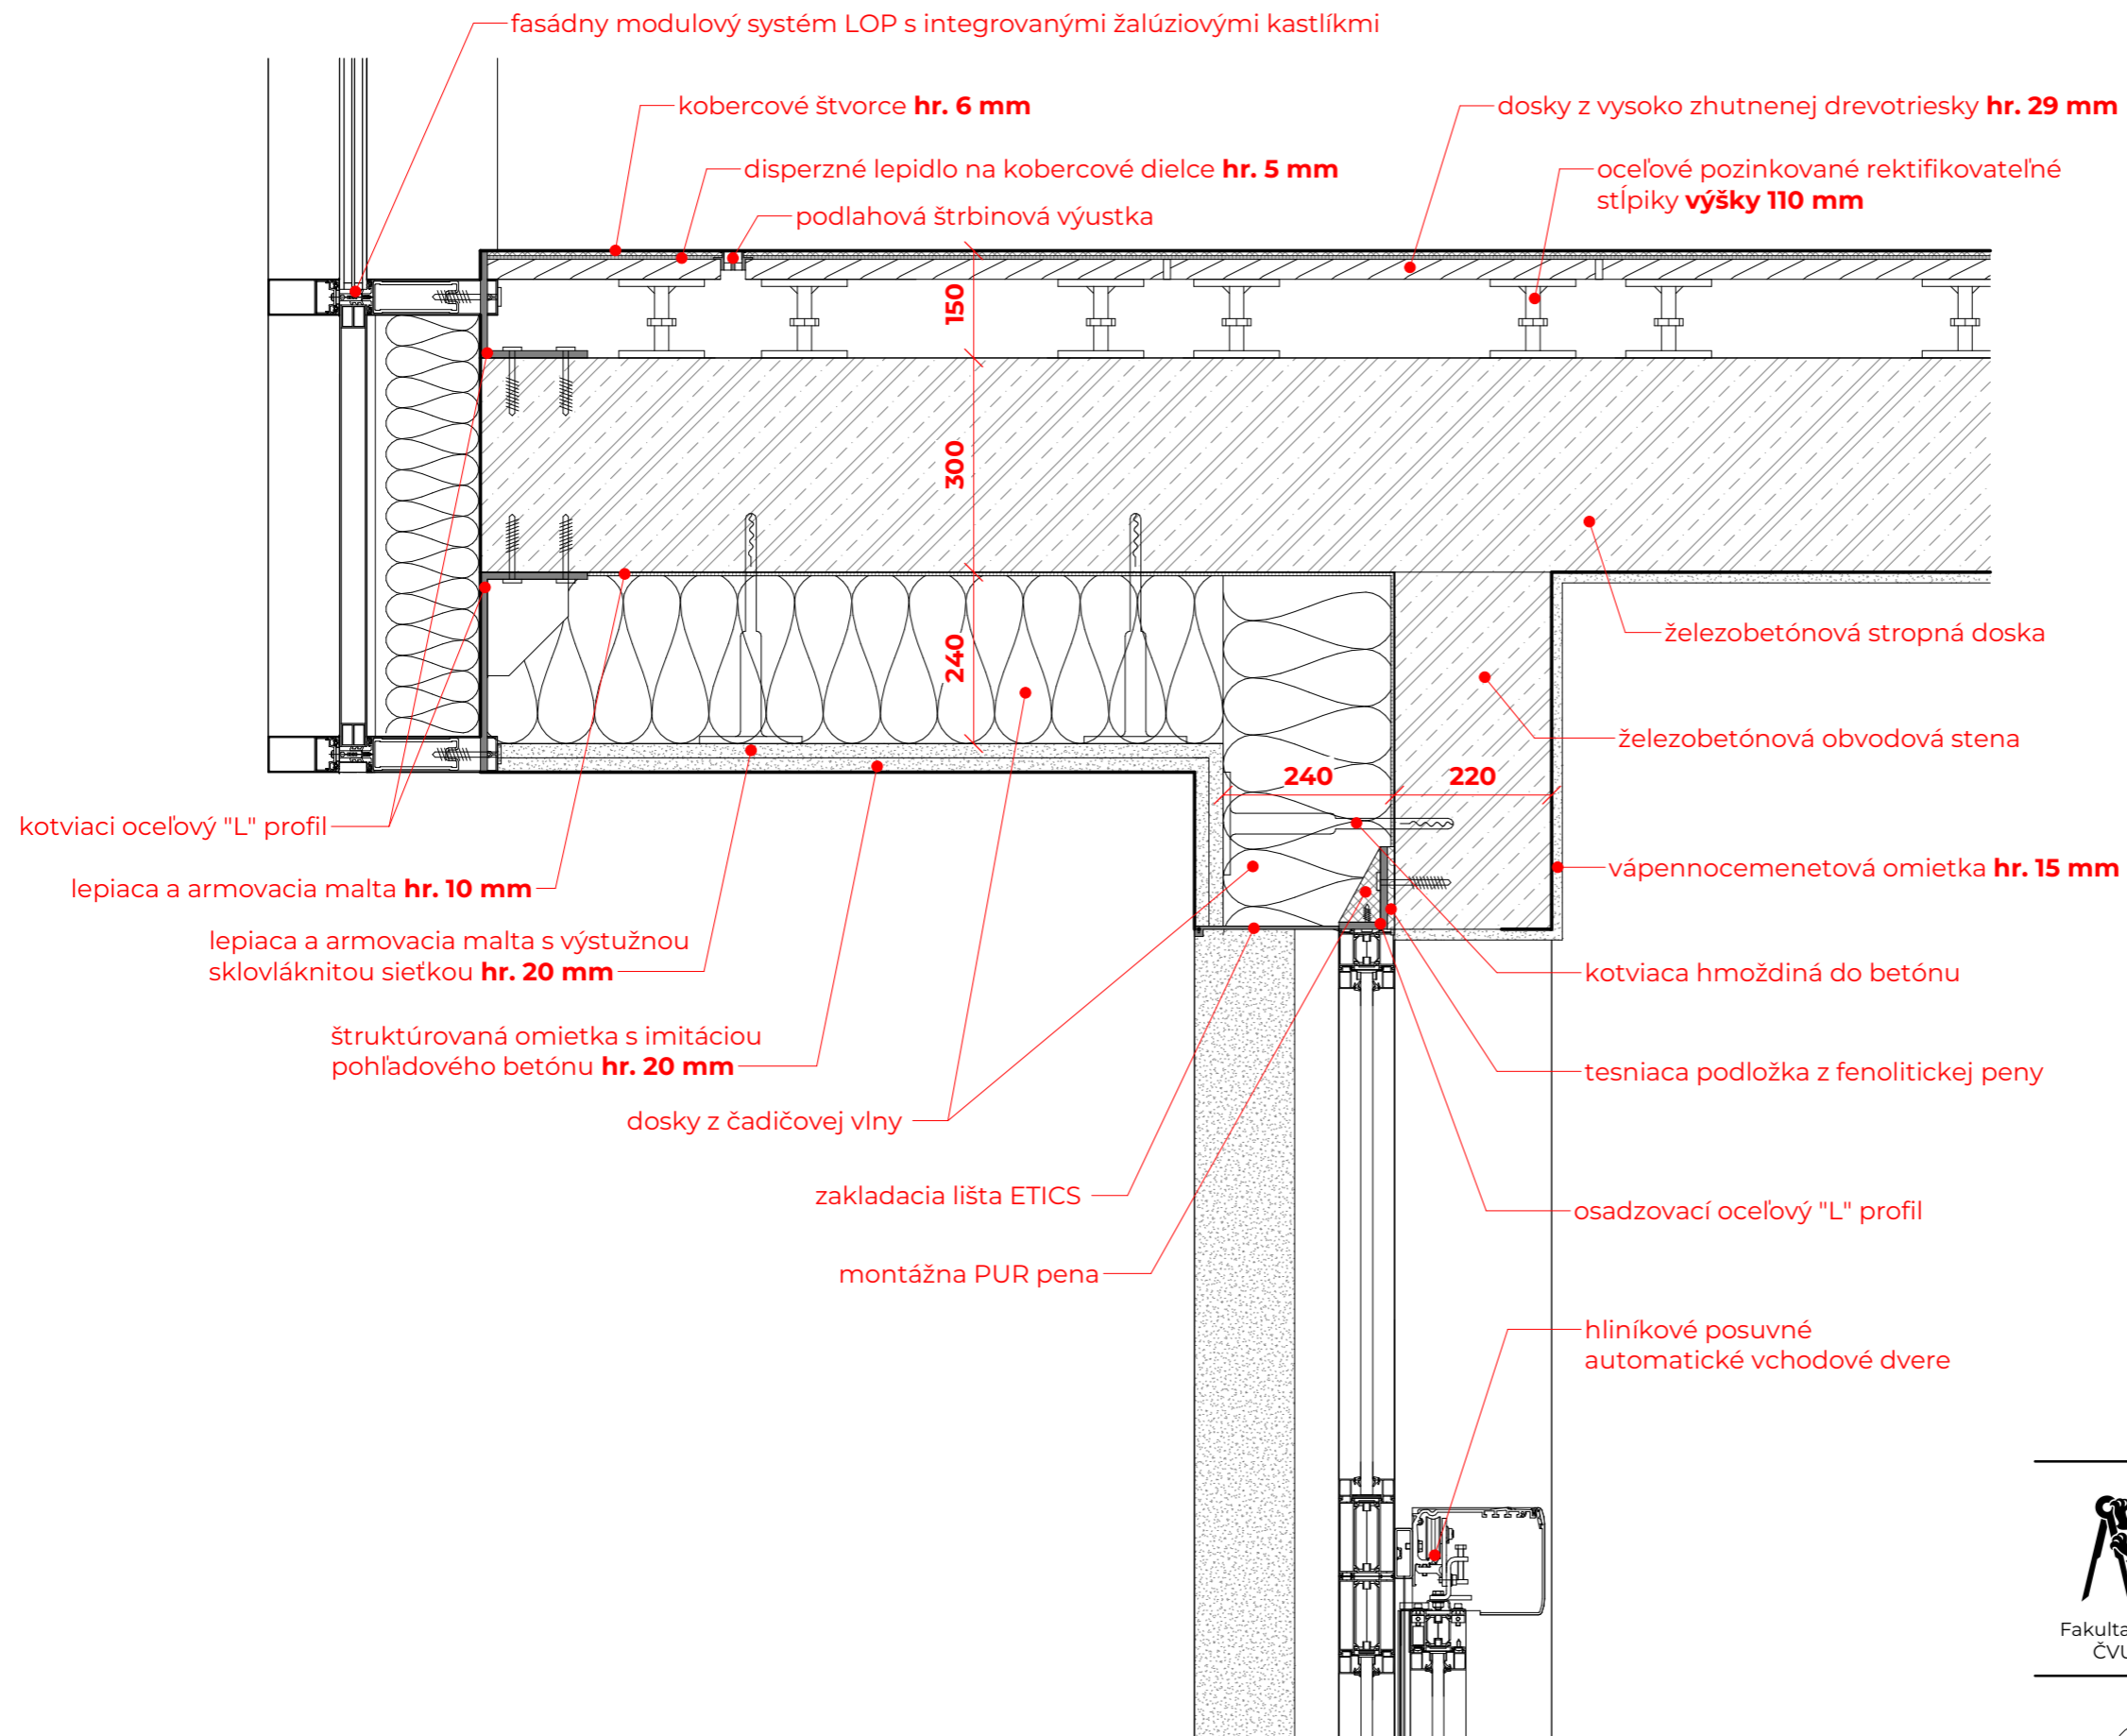 fasádny modulový systém LOP s integrovanými žalúziovými kastlíkmi
kobercové štvorce hr. 6 mm
dosky z vysoko zhutnenej drevotriesky hr. 29 mm
disperzné lepidlo na kobercové dielce hr. 5 mm
oceľové pozinkované rektifikovateľné
stĺpiky výšky 110 mm
podlahová štrbinová výustka
150
300
240
železobetónová stropná doska
železobetónová obvodová stena
240
220
kotviaci oceľový "L" profil
vápennocemenetová omietka hr. 15 mm
lepiaca a armovacia malta hr. 10 mm
lepiaca a armovacia malta s výstužnou
sklovláknitou sieťkou hr. 20 mm
kotviaca hmoždiná do betónu
štruktúrovaná omietka s imitáciou
pohľadového betónu hr. 20 mm
tesniaca podložka z fenolitickej peny
dosky z čadičovej vlny
zakladacia lišta ETICS
osadzovací oceľový "L" profil
montážna PUR pena
hliníkové posuvné
automatické vchodové dvere
Fakulta
ČVU